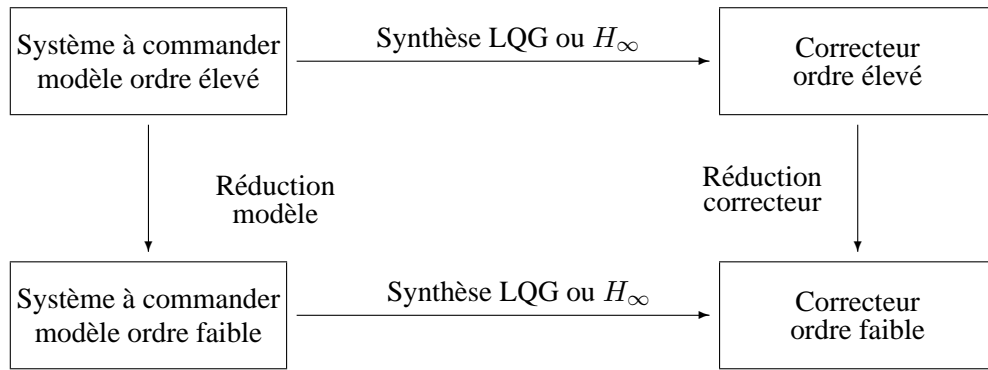 Système à commander
modèle ordre élevé
Synthèse LQG ou H∞
Correcteur
ordre élevé
Réduction
modèle
Réduction
correcteur
Système à commander
modèle ordre faible
Synthèse LQG ou H∞
Correcteur
ordre faible